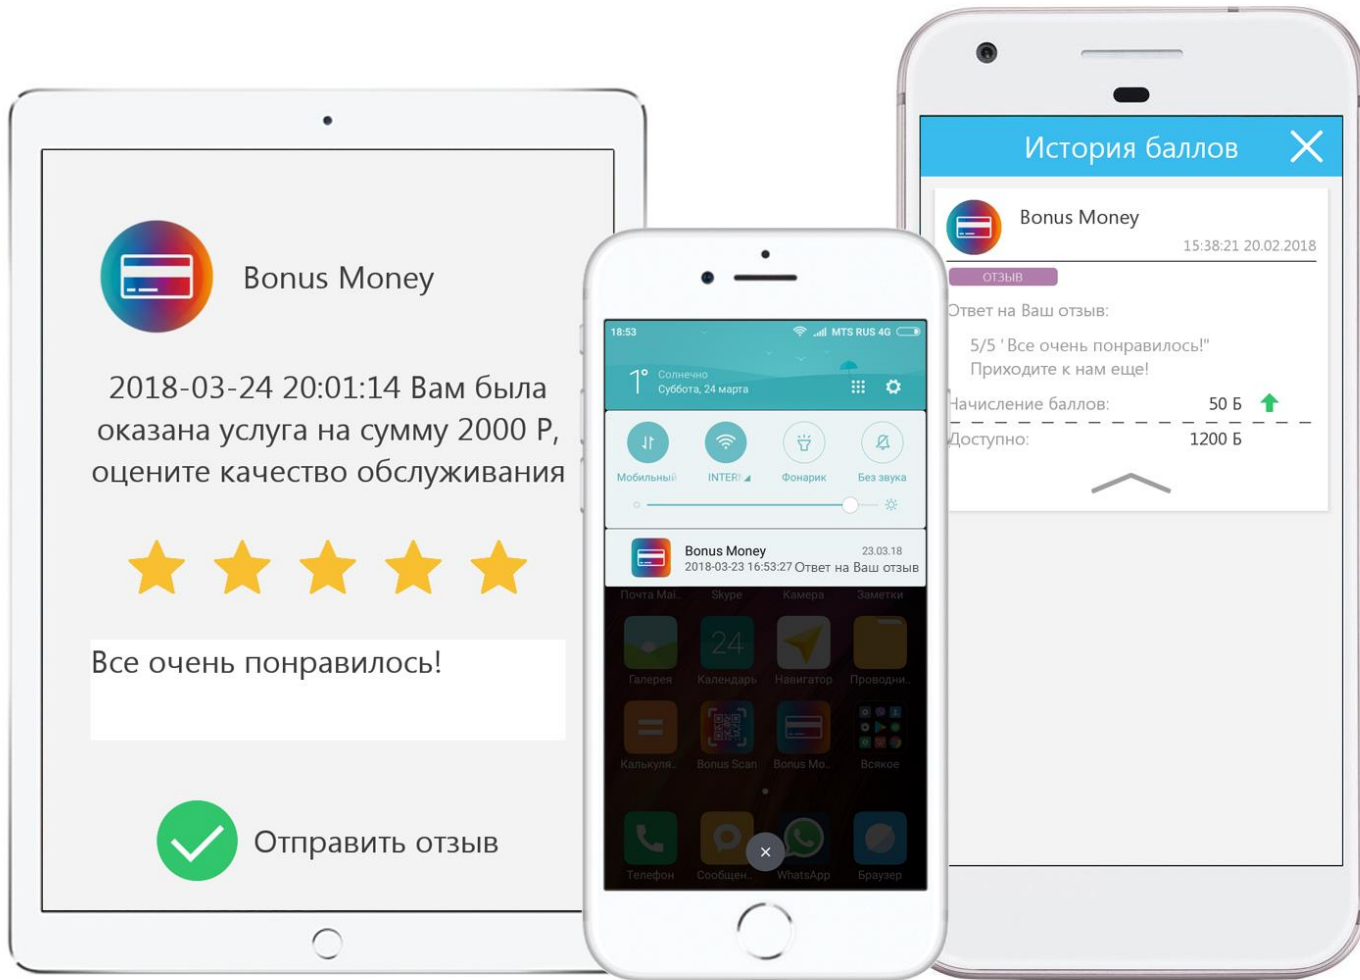 Bonus Money
2018-03-24 20:01:14 Вам была
оказана услуга на сумму 2000 Р,
оцените качество обслуживания
Все очень понравилось!
Отправить отзыв
18:53
MTS RUS 4G
1°
Солнечно
Суббота, 24 марта
Мобильный
INTER
Фонарик
Без звука
Bonus Money
23.03.18
2018-03-23 16:53:27 Ответ на Ваш отзыв
Почта Mai..
Skype
Камера
Заметки
24
Галерея
Календарь
Навигатор
Проводни..
Калькуля..
Bonus Scan
Bonus Mo..
Всякое
Телефон
Сообщен..
WhatsApp
Браузер
История баллов
Bonus Money
15:38:21 20.02.2018
ОТЗЫВ
Ответ на Ваш отзыв:
5/5 'Все очень понравилось!"
Приходите к нам еще!
Начисление баллов:
50 Б
Доступно:
1200 Б